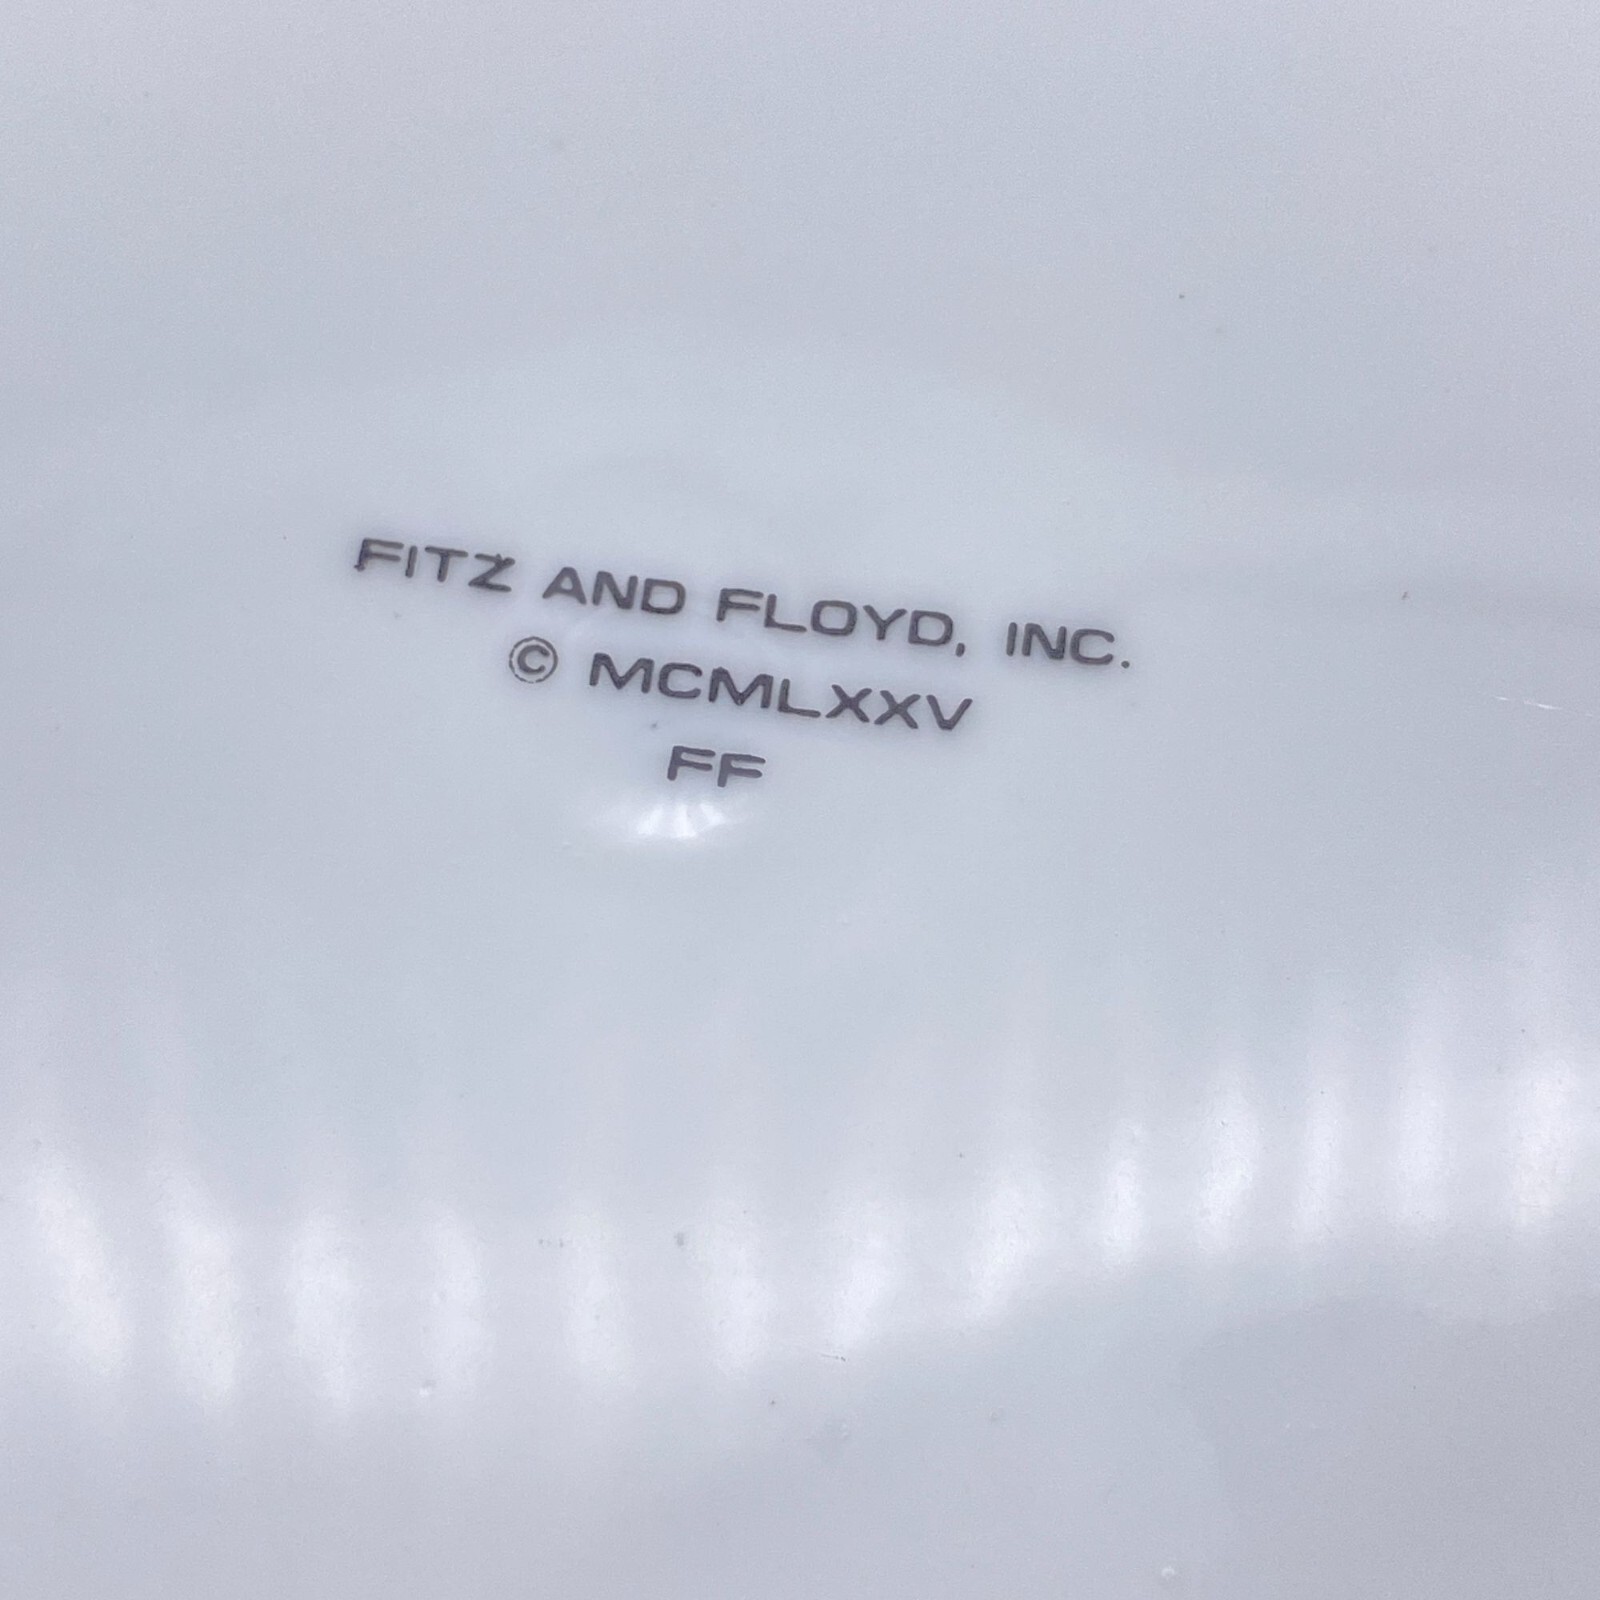 FITZ AND FLOYD, INC.
© MCMLXXV
FF